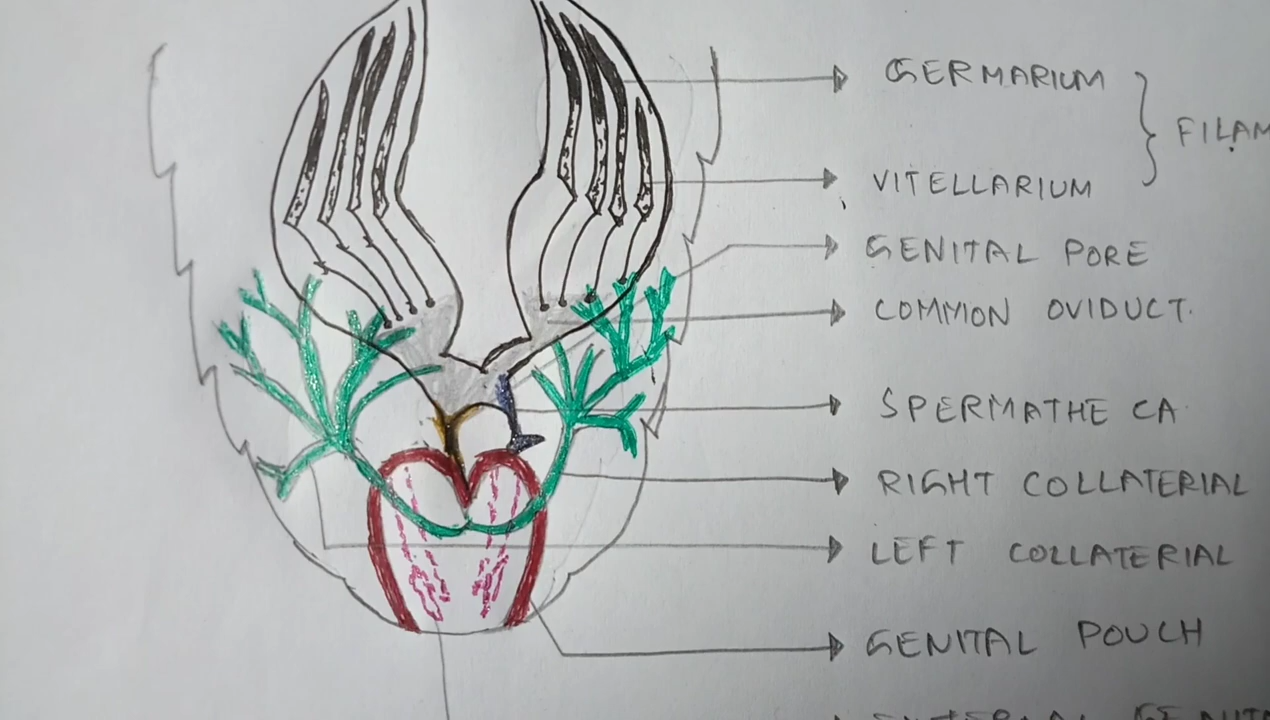 GERMARIUM
FILAM
VITELLARIUM
GENITAL PORE
COMMON OVIDUCT.
SPERMATHE CA
RIGHT COLLATERIAL
LEFT COLLATERIAL
GENITAL POUCH